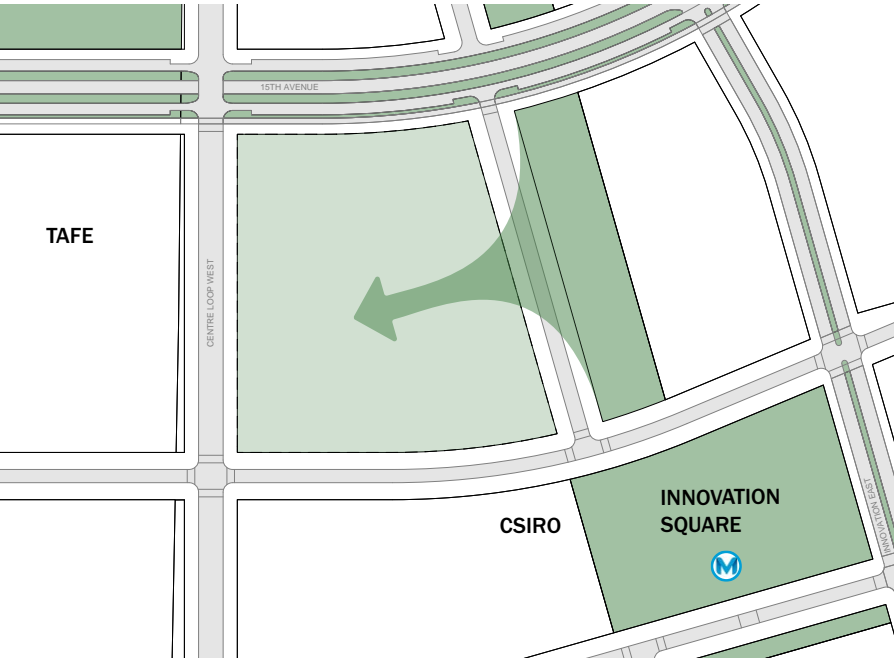 15TH AVENUE
TAFE
CENTRE LOOP WEST
INNOVATION
SQUARE
CSIRO
INNOVATION EAST
M